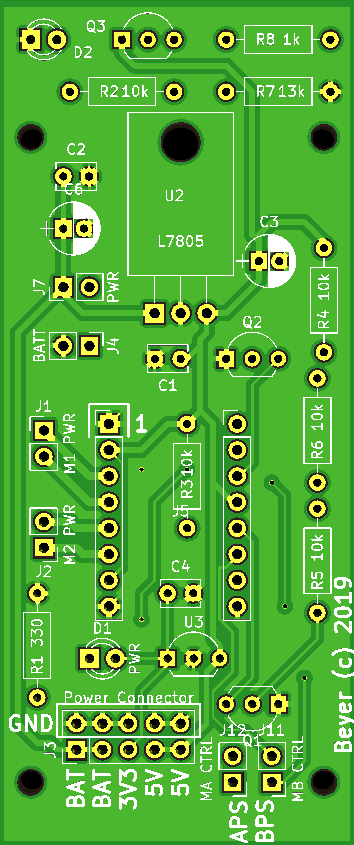 Q3
D2
R8 1k
R2 10k
R7 13k
C2
C6
U2
L7805
C3
J7
PWR
R4 10k
BATT
J4
Q2
C1
J1
M1 PWR
1
R6 10k
R3 10k
M2 PWR
J2
C4
R5 10k
R1 330
D1
PWR
U3
Power Connector
GND
J3
BAT
BAT
3V3
5V
5V
J12
J11
Q1
MA CTRL
MB CTRL
APS
BPS
Beyer (c) 2019